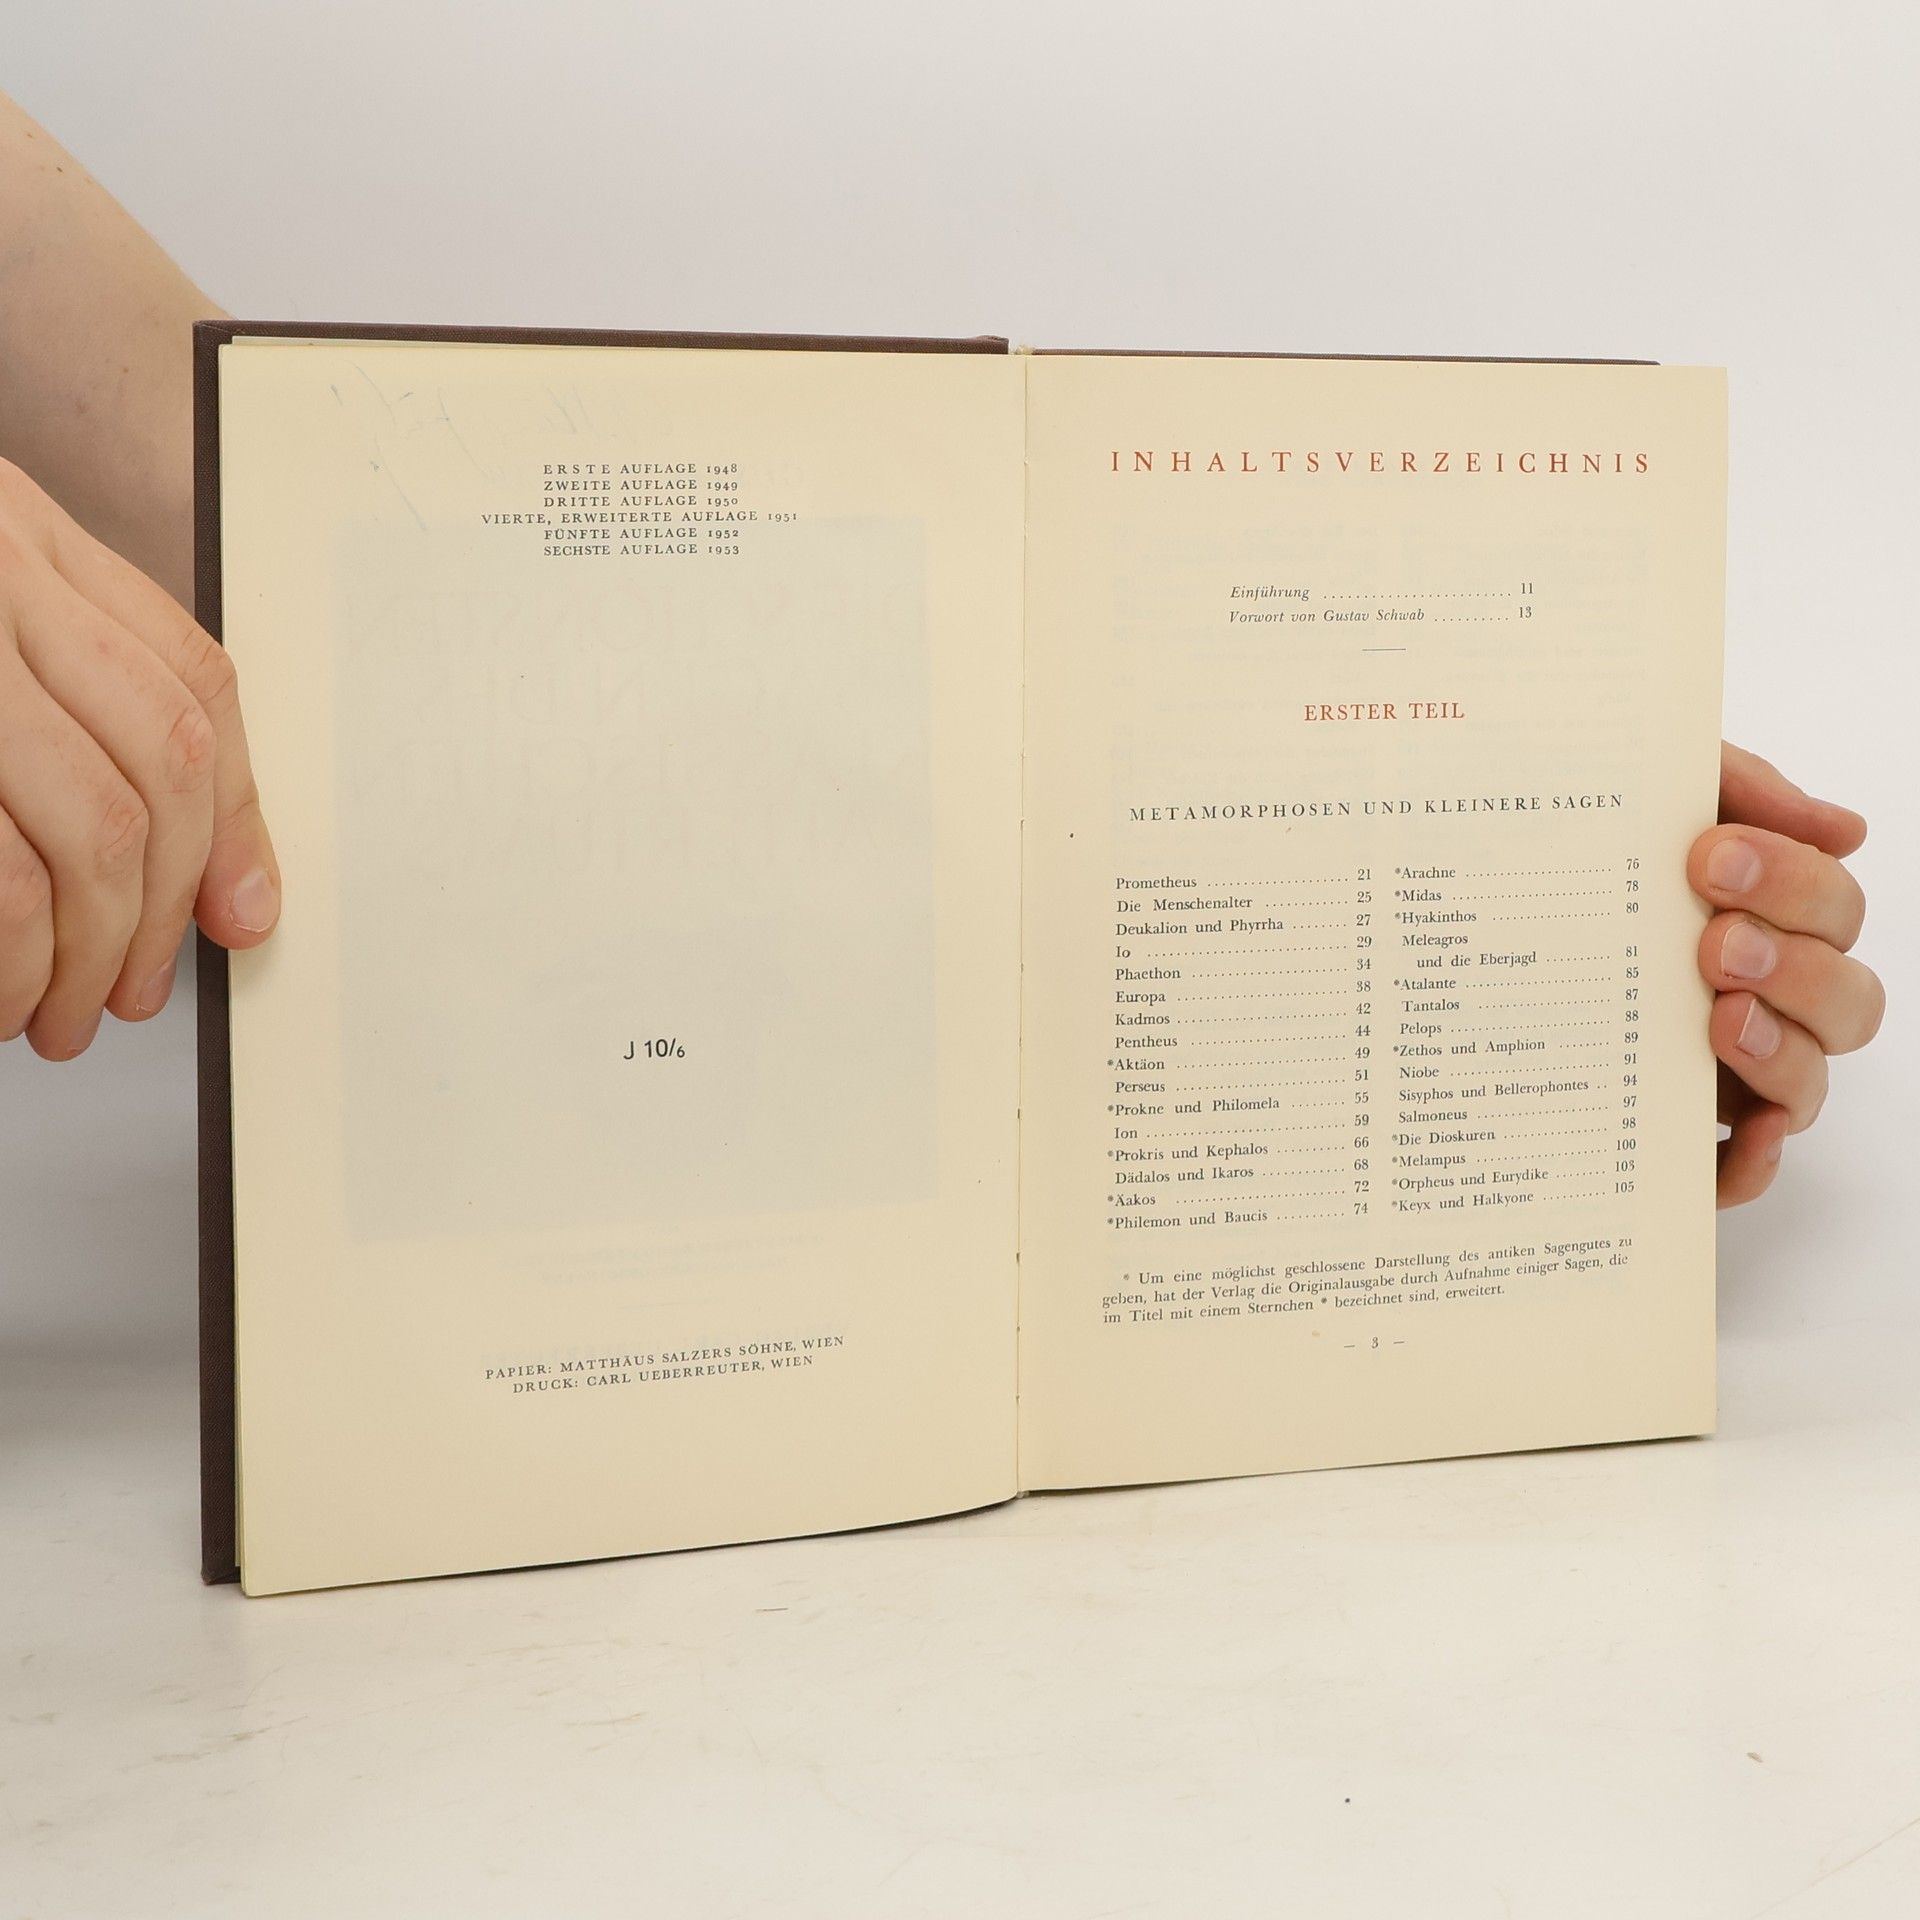 ERSTE AUFLAGE 1948
ZWEITE AUFLAGE 1949
DRITTE AUFLAGE 1950
VIERTE, ERWEITERTE AUFLAGE 1951
FÜNFTE AUFLAGE 1952
SECHSTE AUFLAGE 1953
J 10/6
PAPIER: MATTHÄUS SALZERS SÖHNE, WIEN
DRUCK: CARL UEBERREUTER, WIEN
INHALTSVERZEICHNIS
Einführung ........................ 11
Vorwort von Gustav Schwab .......... 13
ERSTER TEIL
METAMORPHOSEN UND KLEINERE SAGEN
Prometheus .................... 21
Die Menschenalter ............ 25
Deukalion und Phyrrha ........ 27
Io ............................ 29
Phaethon ...................... 34
Europa ........................ 38
Kadmos ........................ 42
Pentheus ...................... 44
*Aktäon ....................... 49
Perseus ....................... 51
*Prokne und Philomela ........ 55
Ion ........................... 59
*Prokris und Kephalos .......... 66
Dädalos und Ikaros ............ 68
*Äakos ........................ 72
*Philemon und Baucis .......... 74
*Arachne ...................... 76
*Midas ........................ 78
*Hyakinthos .................. 80
Meleagros
und die Eberjagd .......... 81
*Atalante ..................... 85
Tantalos .................... 87
Pelops ........................ 88
*Zethos und Amphion ........ 89
Niobe ........................ 91
Sisyphos und Bellerophontes .. 94
Salmoneus .................... 97
*Die Dioskuren ................ 98
*Melampus .................... 100
*Orpheus und Eurydike ........ 103
*Keyx und Halkyone .......... 105
* Um eine möglichst geschlossene Darstellung des antiken Sagengutes zu
geben, hat der Verlag die Originalausgabe durch Aufnahme einiger Sagen, die
im Titel mit einem Sternchen * bezeichnet sind, erweitert.
— 3 —